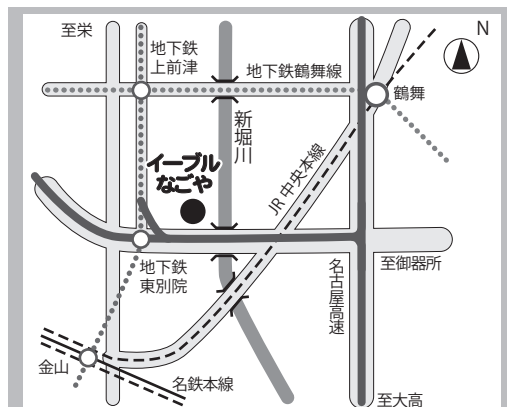 至栄
N
地下鉄
上前津
地下鉄鶴舞線
鶴舞
新堀川
イーブル
なごや
JR中央本線
地下鉄
東別院
名古屋高速
至御器所
金山
名鉄本線
至大高